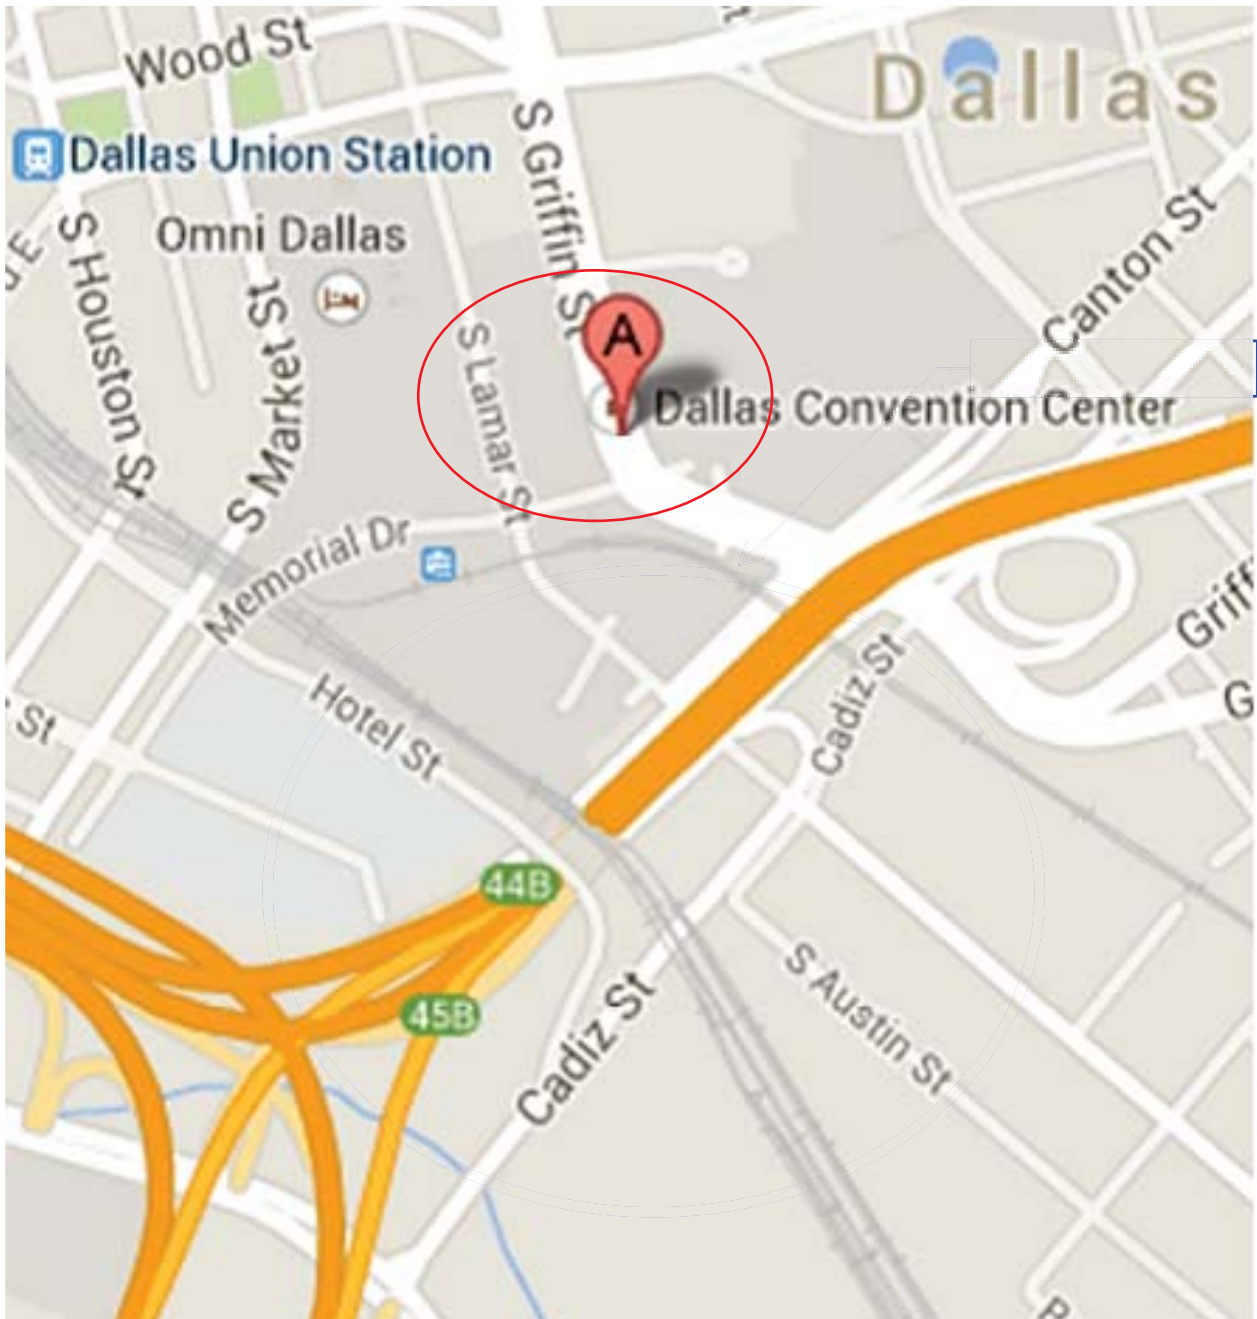 Wood St
Dallas
Dallas Union Station
S Griffin St
Omni Dallas
S Houston St
S Market St
Canton St
A
S Lamar St
Dallas Convention Center
Memorial Dr
Griff
St
Hotel St
Cadiz St
G
44B
45B
Cadiz St
S Austin St